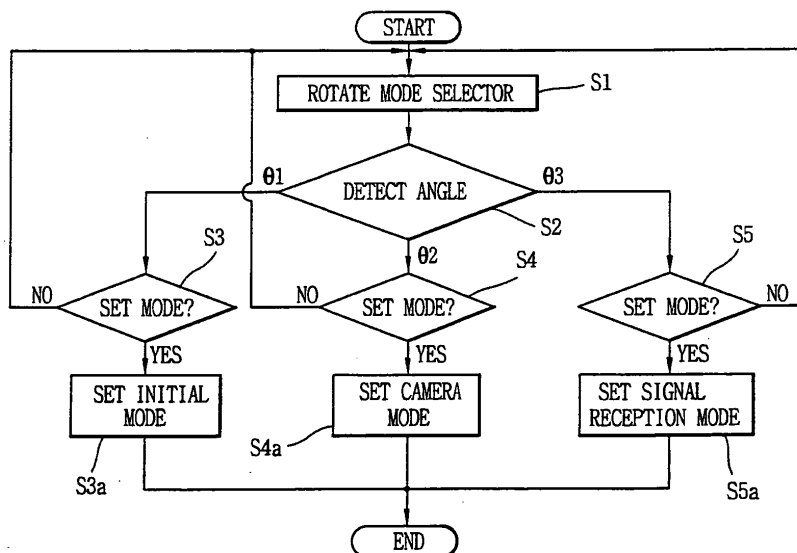 START
ROTATE MODE SELECTOR
S1
θ1
DETECT ANGLE
θ3
S2
θ2
S3
S4
S5
NO
SET MODE?
NO
SET MODE?
SET MODE?
NO
YES
YES
YES
SET INITIAL
MODE
SET CAMERA
MODE
SET SIGNAL
RECEPTION MODE
S3a
S4a
S5a
END